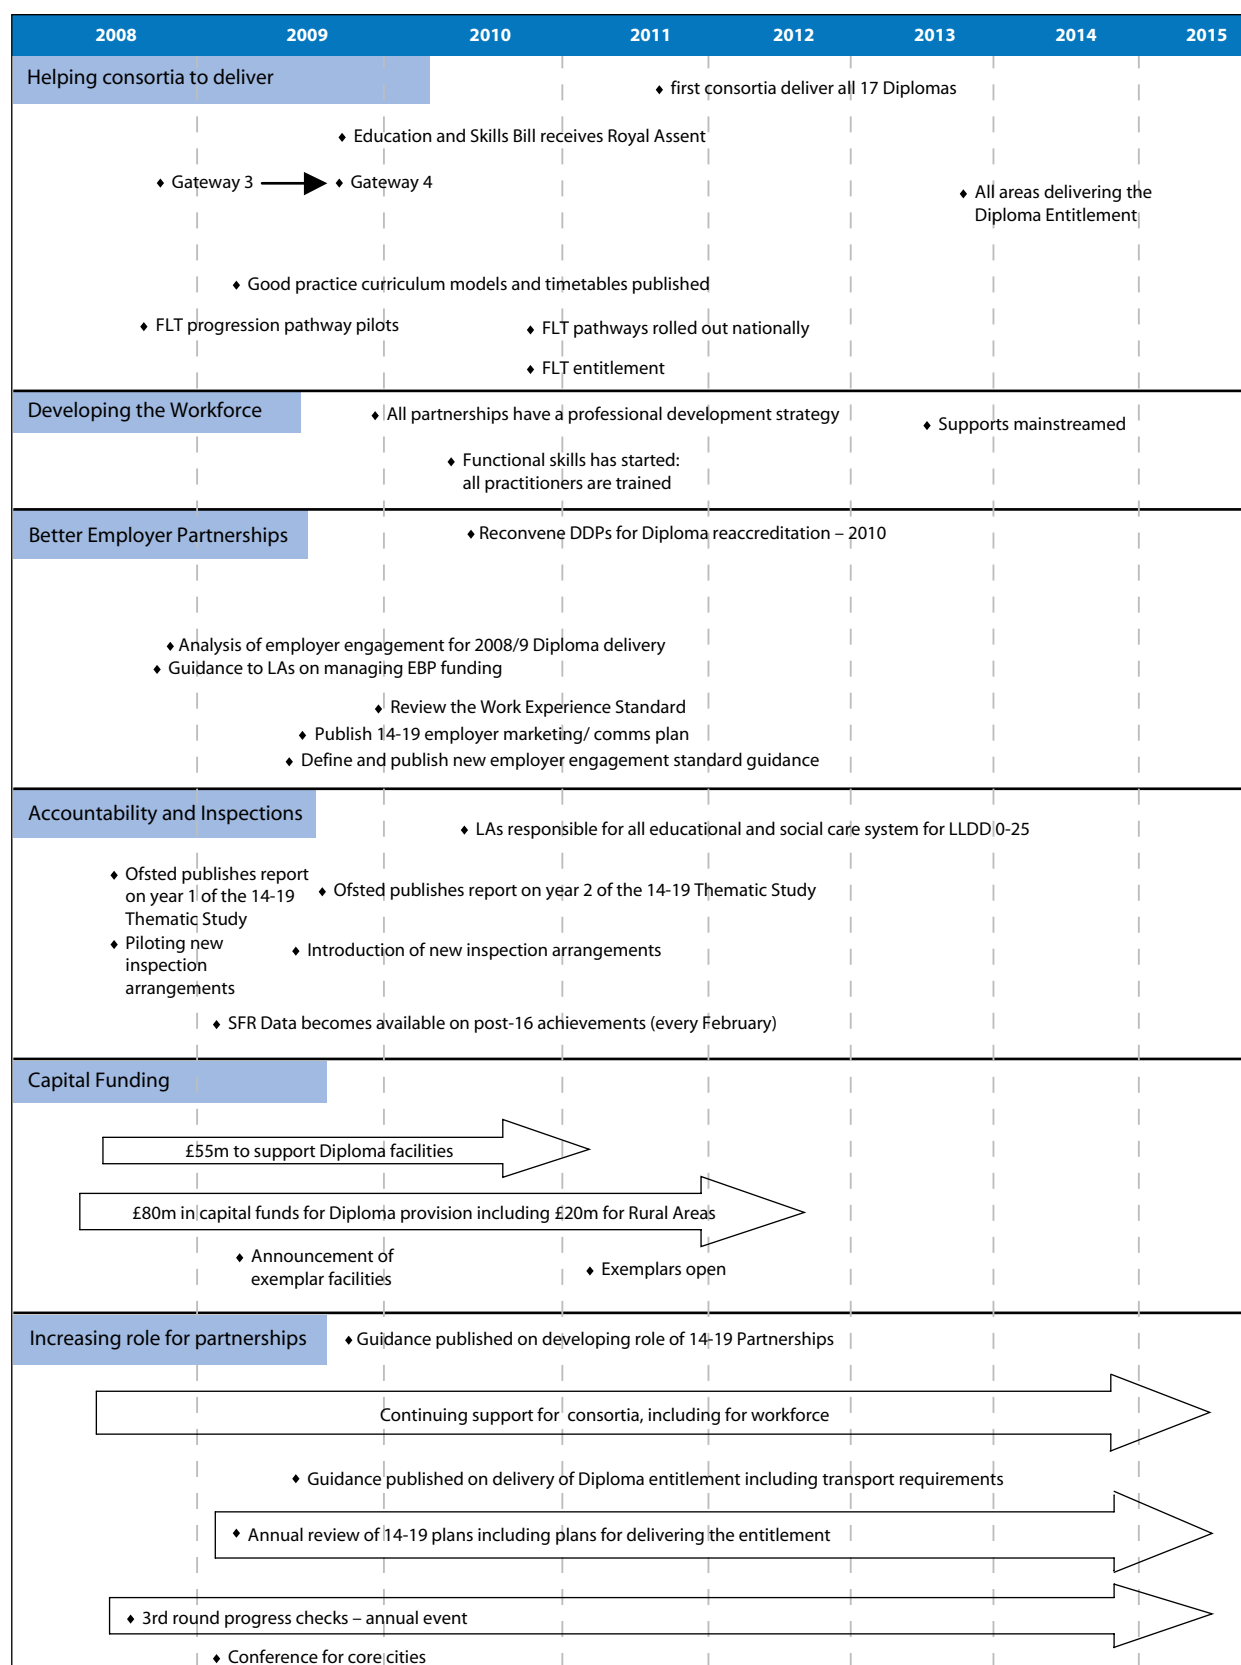 2008 2009 2010 2011 2012 2013 2014 2015
Helping consortia to deliver
♦ first consortia deliver all 17 Diplomas
♦ Education and Skills Bill receives Royal Assent
♦ Gateway 3 ♦ Gateway 4
♦ All areas delivering the
Diploma Entitlement
♦ Good practice curriculum models and timetables published
♦ FLT progression pathway pilots
♦ FLT pathways rolled out nationally
♦ FLT entitlement
Developing the Workforce
♦ All partnerships have a professional development strategy
♦ Supports mainstreamed
♦ Functional skills has started:
all practitioners are trained
Better Employer Partnerships
♦ Reconvene DDPs for Diploma reaccreditation – 2010
♦ Analysis of employer engagement for 2008/9 Diploma delivery
♦ Guidance to LAs on managing EBP funding
♦ Review the Work Experience Standard
♦ Publish 14-19 employer marketing/ comms plan
♦ Define and publish new employer engagement standard guidance
Accountability and Inspections
♦ LAs responsible for all educational and social care system for LLDD 0-25
♦ Ofsted publishes report
on year 1 of the 14-19
Thematic Study
♦ Ofsted publishes report on year 2 of the 14-19 Thematic Study
♦ Piloting new
inspection
arrangements
♦ Introduction of new inspection arrangements
♦ SFR Data becomes available on post-16 achievements (every February)
Capital Funding
£55m to support Diploma facilities
£80m in capital funds for Diploma provision including £20m for Rural Areas
♦ Announcement of
exemplar facilities
♦ Exemplars open
Increasing role for partnerships
♦ Guidance published on developing role of 14-19 Partnerships
Continuing support for consortia, including for workforce
♦ Guidance published on delivery of Diploma entitlement including transport requirements
♦ Annual review of 14-19 plans including plans for delivering the entitlement
♦ 3rd round progress checks – annual event
♦ Conference for core cities